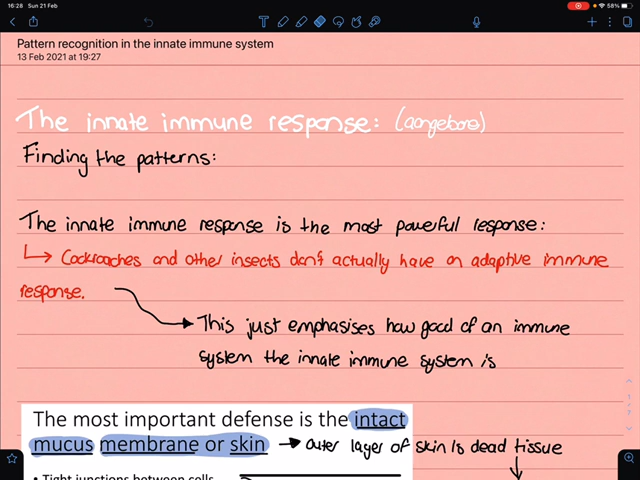 16:28 Sun 21 Feb
58%
Pattern recognition in the innate immune system
13 Feb 2021 at 19:27
The innate immune response: (aangebore)
Finding the patterns:
The innate immune response is the most powerful response:
↳ Cockroaches and other insects don't actually have an adaptive immune
response.
This just emphasises how good of an immune
system the innate immune system is
The most important defense is the intact
mucus membrane or skin → outer layer of skin is dead tissue
• Tight junctions between cells